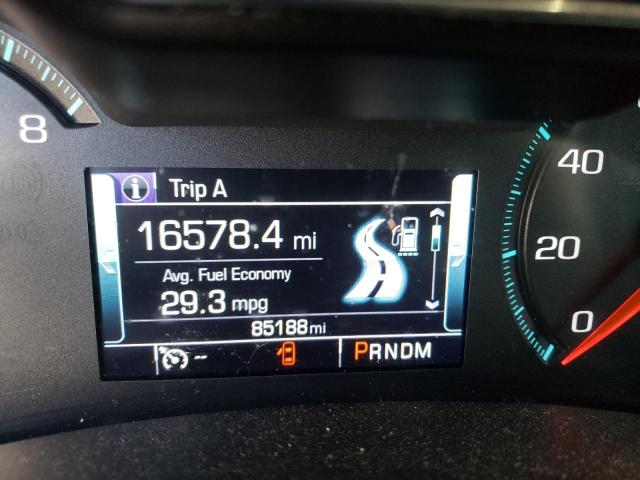 8
i Trip A
16578.4 mi
Avg. Fuel Economy
29.3 mpg
85188 mi
--
PRNDM
40
20
0